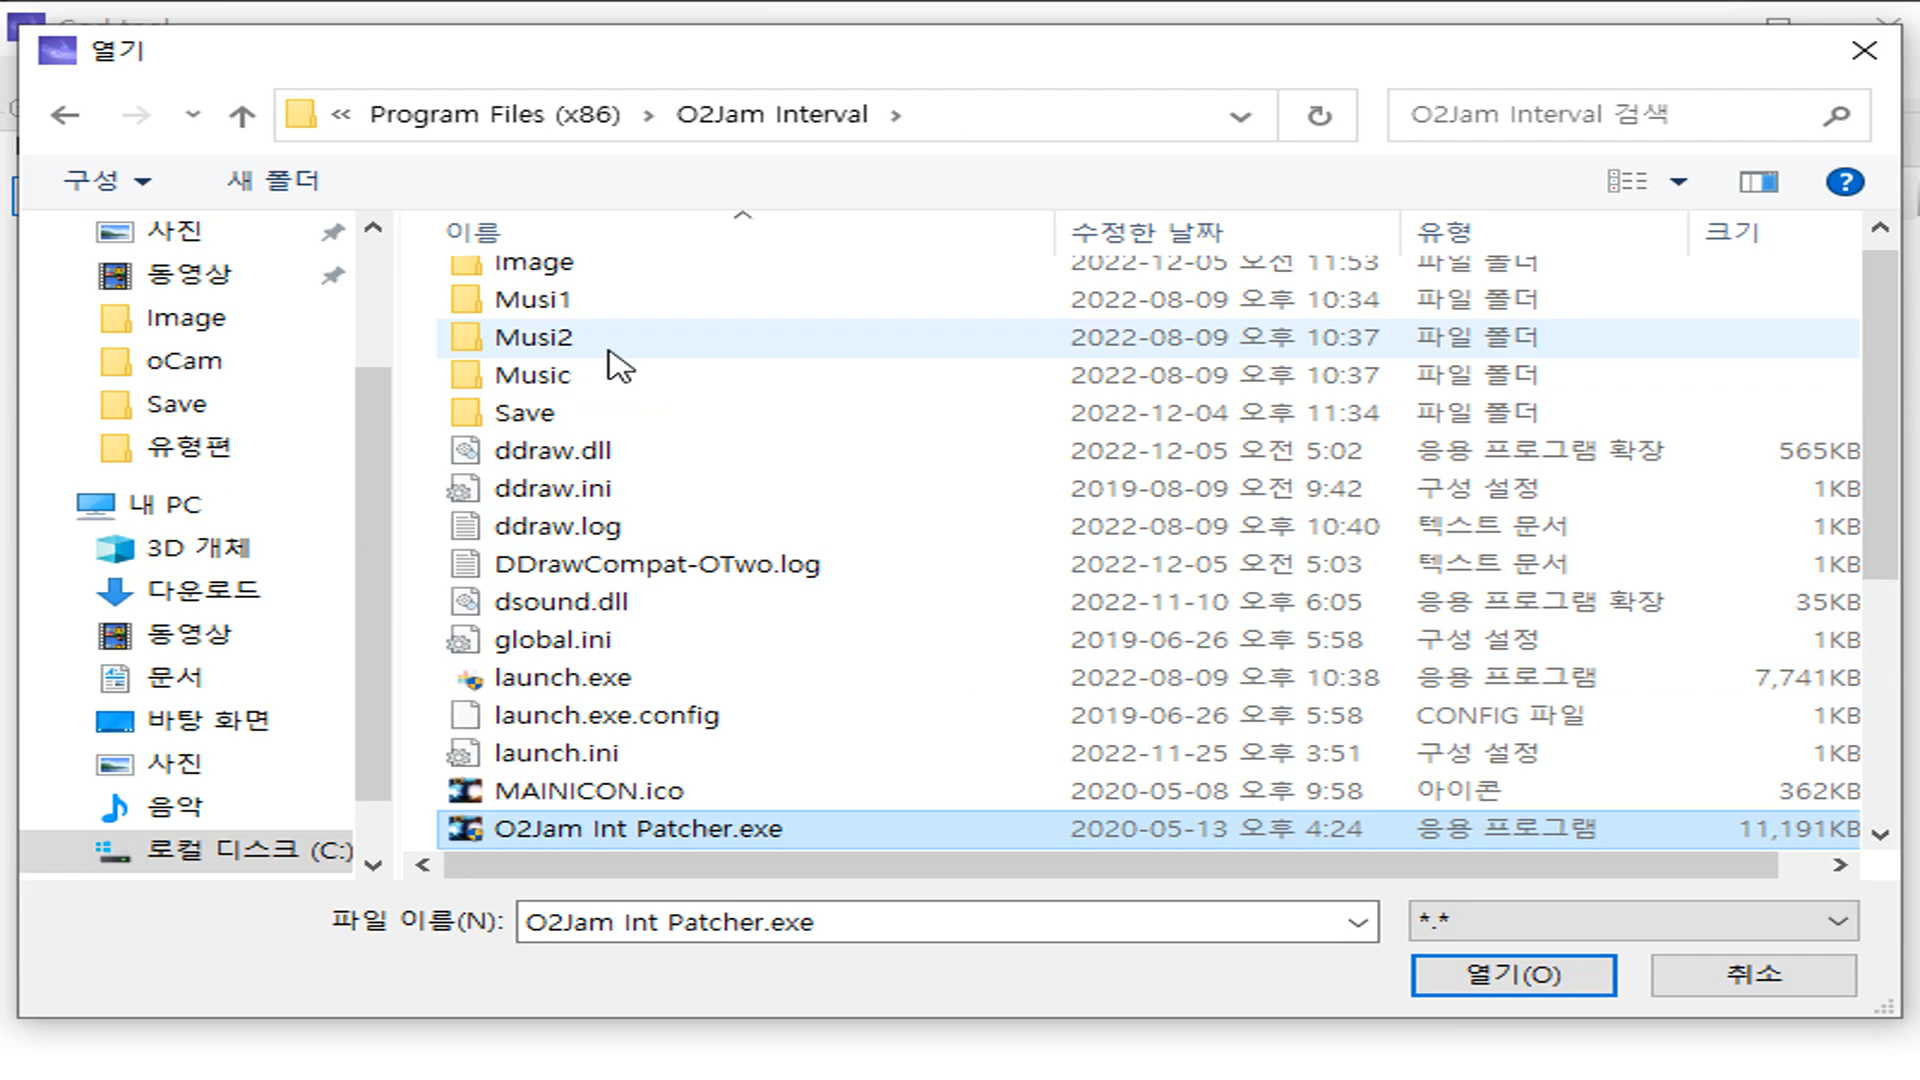 열기
« Program Files (x86) › O2Jam Interval ›
O2Jam Interval 검색
구성
새 폴더
사진
동영상
Image
oCam
Save
유형편
내 PC
3D 개체
다운로드
동영상
문서
바탕 화면
사진
음악
로컬 디스크 (C:)
이름 수정한 날짜 유형 크기
Image 2022-12-05 오전 11:53 파일 폴더
Musi1 2022-08-09 오후 10:34 파일 폴더
Musi2 2022-08-09 오후 10:37 파일 폴더
Music 2022-08-09 오후 10:37 파일 폴더
Save 2022-12-04 오후 11:34 파일 폴더
ddraw.dll 2022-12-05 오전 5:02 응용 프로그램 확장 565KB
ddraw.ini 2019-08-09 오전 9:42 구성 설정 1KB
ddraw.log 2022-08-09 오후 10:40 텍스트 문서 1KB
DDrawCompat-OTwo.log 2022-12-05 오후 5:03 텍스트 문서 1KB
dsound.dll 2022-11-10 오후 6:05 응용 프로그램 확장 35KB
global.ini 2019-06-26 오후 5:58 구성 설정 1KB
launch.exe 2022-08-09 오후 10:38 응용 프로그램 7,741KB
launch.exe.config 2019-06-26 오후 5:58 CONFIG 파일 1KB
launch.ini 2022-11-25 오후 3:51 구성 설정 1KB
MAINICON.ico 2020-05-08 오후 9:58 아이콘 362KB
O2Jam Int Patcher.exe 2020-05-13 오후 4:24 응용 프로그램 11,191KB
파일 이름(N): O2Jam Int Patcher.exe
*.*
열기(O)
취소